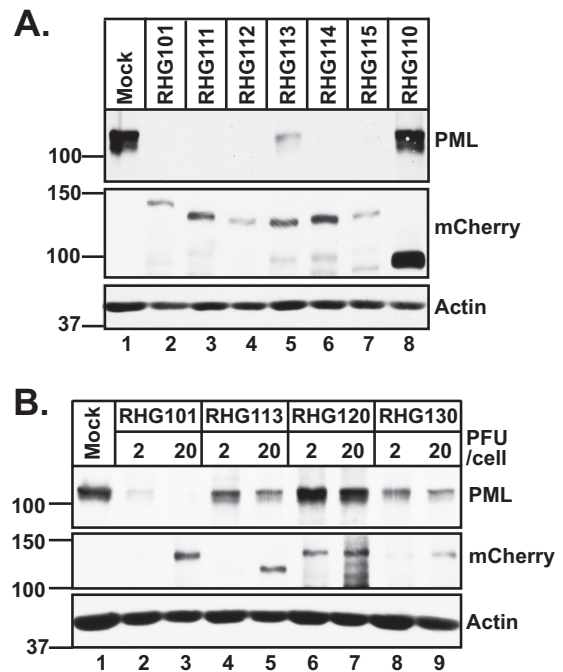 A.
Mock RHG101 RHG111 RHG112 RHG113 RHG114 RHG115 RHG110
PML
100
150
mCherry
100
Actin
37
1 2 3 4 5 6 7 8
B.
Mock RHG101 RHG113 RHG120 RHG130
2 20 2 20 2 20 2 20 PFU /cell
PML
100
150
mCherry
100
Actin
37
1 2 3 4 5 6 7 8 9